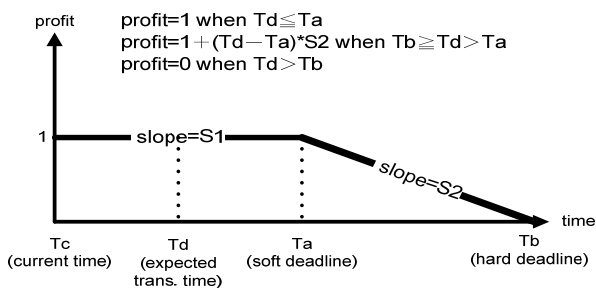 profit
profit=1 when Td≦Ta
profit=1+(Td－Ta)*S2 when Tb≧Td＞Ta
profit=0 when Td＞Tb
1
slope=S1
slope=S2
time
Tc
(current time)
Td
(expected
trans. time)
Ta
(soft deadline)
Tb
(hard deadline)